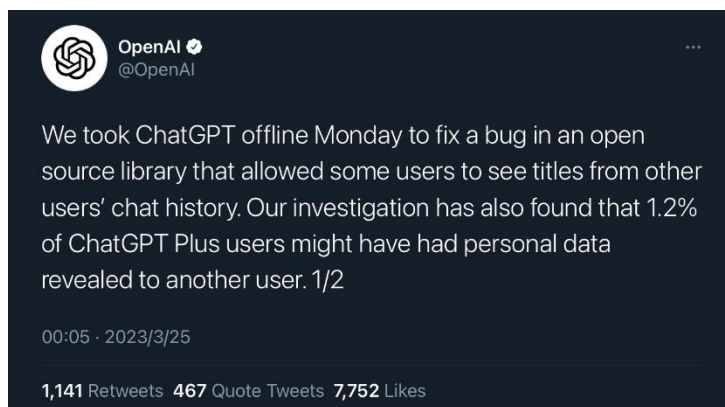 OpenAI
@OpenAI
We took ChatGPT offline Monday to fix a bug in an open
source library that allowed some users to see titles from other
users’ chat history. Our investigation has also found that 1.2%
of ChatGPT Plus users might have had personal data
revealed to another user. 1/2
00:05 · 2023/3/25
1,141 Retweets 467 Quote Tweets 7,752 Likes